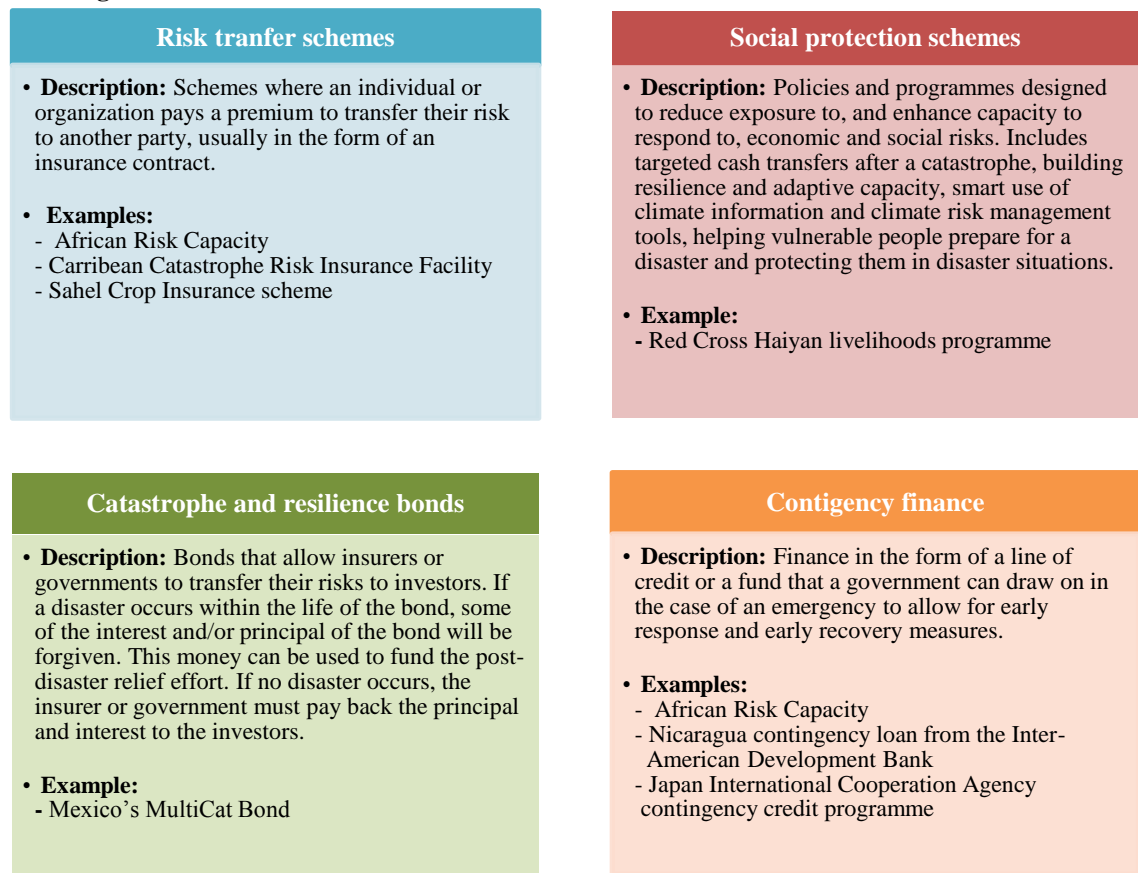 Risk tranfer schemes
• Description: Schemes where an individual or
organization pays a premium to transfer their risk
to another party, usually in the form of an
insurance contract.
• Examples:
- African Risk Capacity
- Carribean Catastrophe Risk Insurance Facility
- Sahel Crop Insurance scheme
Social protection schemes
• Description: Policies and programmes designed
to reduce exposure to, and enhance capacity to
respond to, economic and social risks. Includes
targeted cash transfers after a catastrophe, building
resilience and adaptive capacity, smart use of
climate information and climate risk management
tools, helping vulnerable people prepare for a
disaster and protecting them in disaster situations.
• Example:
- Red Cross Haiyan livelihoods programme
Catastrophe and resilience bonds
• Description: Bonds that allow insurers or
governments to transfer their risks to investors. If
a disaster occurs within the life of the bond, some
of the interest and/or principal of the bond will be
forgiven. This money can be used to fund the post-
disaster relief effort. If no disaster occurs, the
insurer or government must pay back the principal
and interest to the investors.
• Example:
- Mexico's MultiCat Bond
Contigency finance
• Description: Finance in the form of a line of
credit or a fund that a government can draw on in
the case of an emergency to allow for early
response and early recovery measures.
• Examples:
- African Risk Capacity
- Nicaragua contingency loan from the Inter-
American Development Bank
- Japan International Cooperation Agency
contingency credit programme